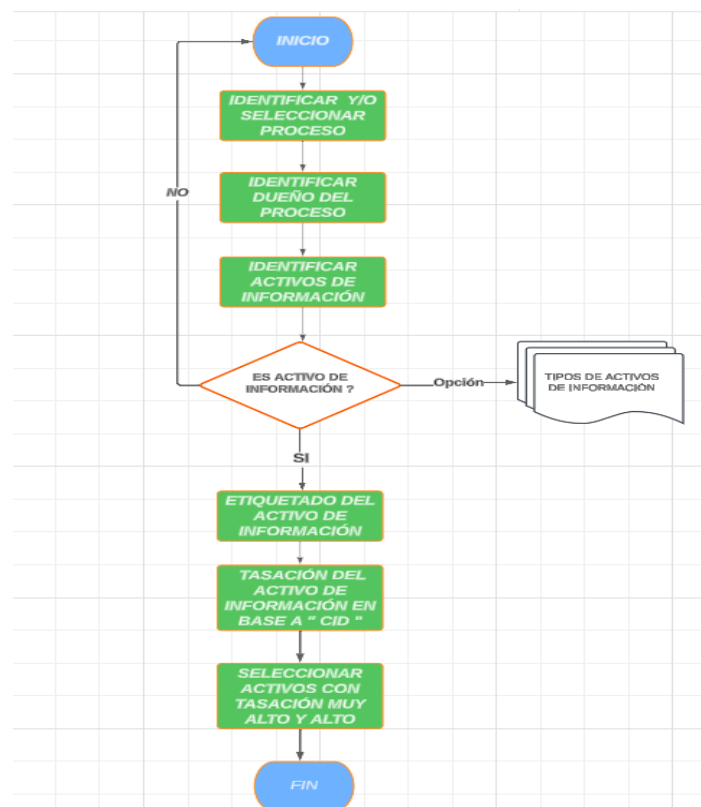 INICIO
IDENTIFICAR Y/O
SELECCIONAR
PROCESO
IDENTIFICAR
DUEÑO DEL
PROCESO
NO
IDENTIFICAR
ACTIVOS DE
INFORMACIÓN
ES ACTIVO DE
INFORMACIÓN ?
Opción
TIPOS DE ACTIVOS
DE INFORMACIÓN
SI
ETIQUETADO DEL
ACTIVO DE
INFORMACIÓN
TASACIÓN DEL
ACTIVO DE
INFORMACIÓN EN
BASE A " CID "
SELECCIONAR
ACTIVOS CON
TASACIÓN MUY
ALTO Y ALTO
FIN